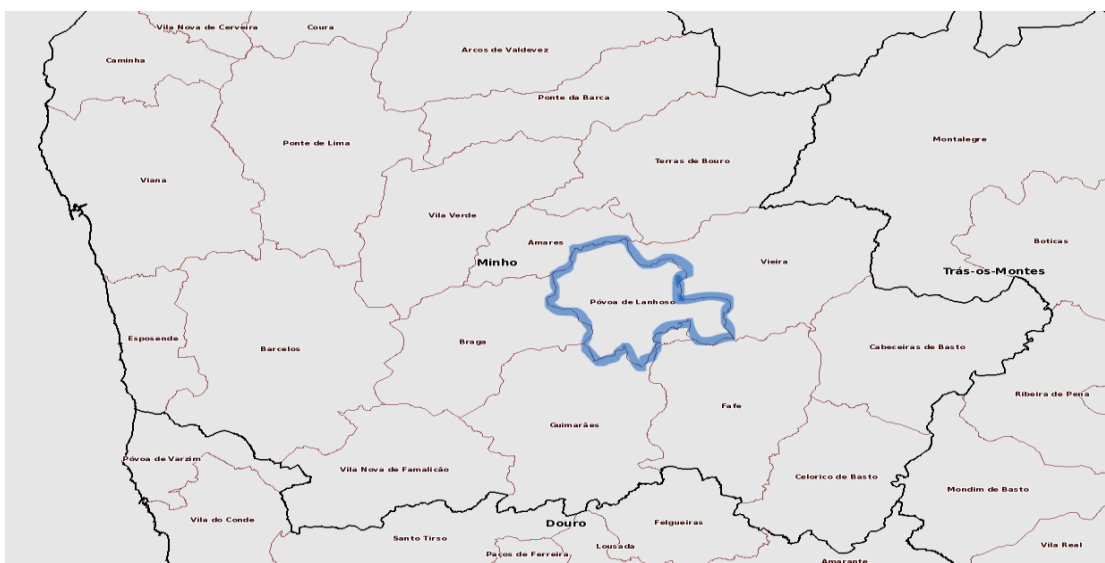 Vila Nova de Cerveira
Coura
Arcos de Valdevez
Caminha
Ponte da Barca
Ponte de Lima
Montalegre
Terras de Bouro
Viana
Vila Verde
Amares
Boticas
Minho
Vieira
Trás-os-Montes
Póvoa de Lanhoso
Esposende
Braga
Barcelos
Cabeceiras de Basto
Ribeira de Pena
Fafe
Guimarães
Póvoa de Varzim
Vila Nova de Famalicão
Celorico de Basto
Mondim de Basto
Vila do Conde
Douro
Felgueiras
Santo Tirso
Lousada
Vila Real
Paços de Ferreira
Amarante